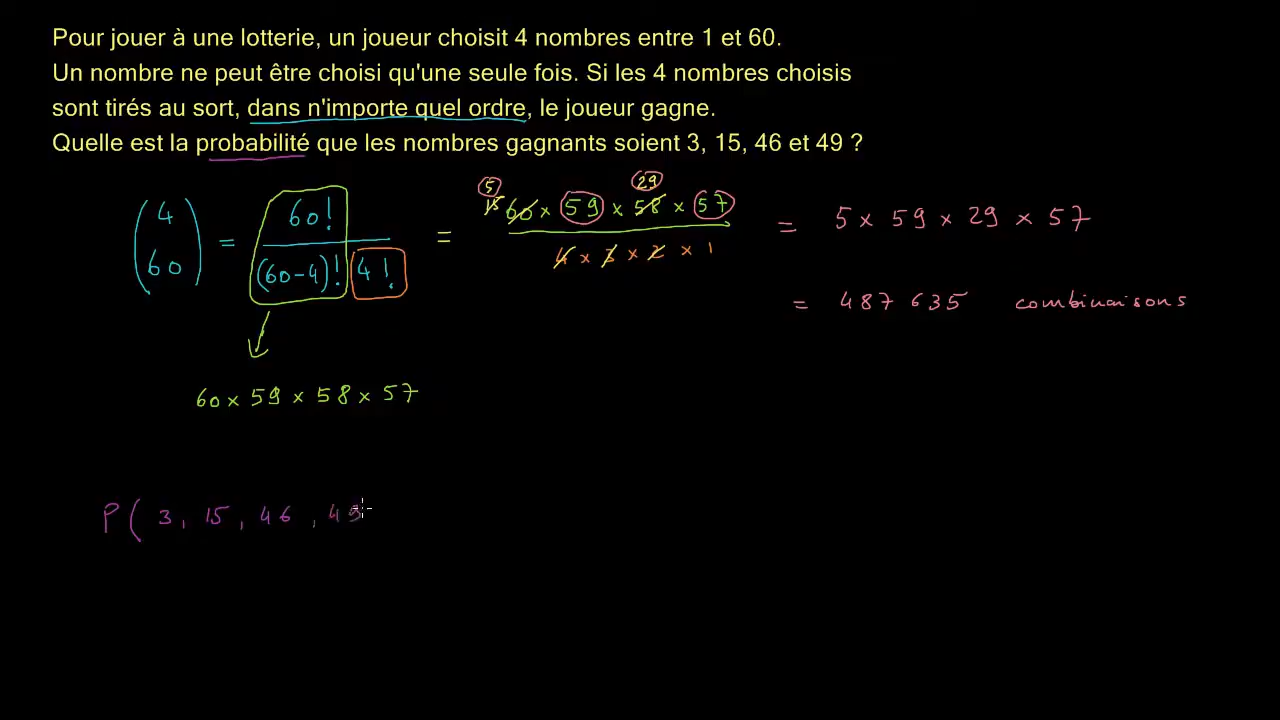 Pour jouer à une lotterie, un joueur choisit 4 nombres entre 1 et 60.
Un nombre ne peut être choisi qu'une seule fois. Si les 4 nombres choisis
sont tirés au sort, dans n'importe quel ordre, le joueur gagne.
Quelle est la probabilité que les nombres gagnants soient 3, 15, 46 et 49 ?
5 29
15 60 × 59 × 58 × 57
4 × 3 × 2 × 1
= 5 × 59 × 29 × 57
(4
60) = 60!
(60-4)! 4! =
= 487 635 combinaisons
60 × 59 × 58 × 57
P( 3, 15, 46, 49